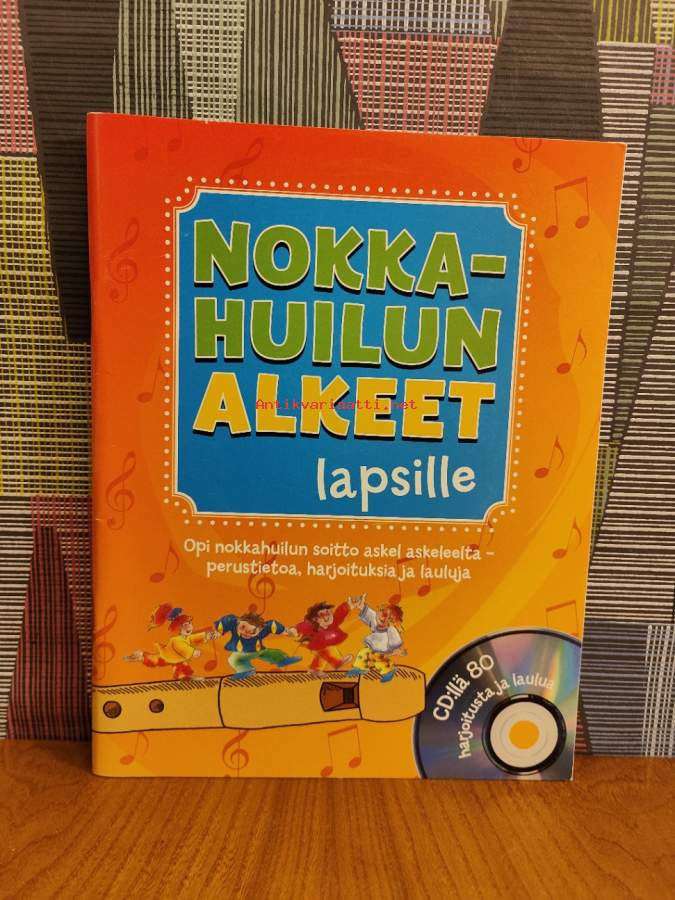 NOKKA-
HUILUN
ALKEET
Antikvariaatti.net
lapsille
Opi nokkahuilun soitto askel askeleelta –
perustietoa, harjoituksia ja lauluja
CD:llä 80
harjoitusta ja laulua